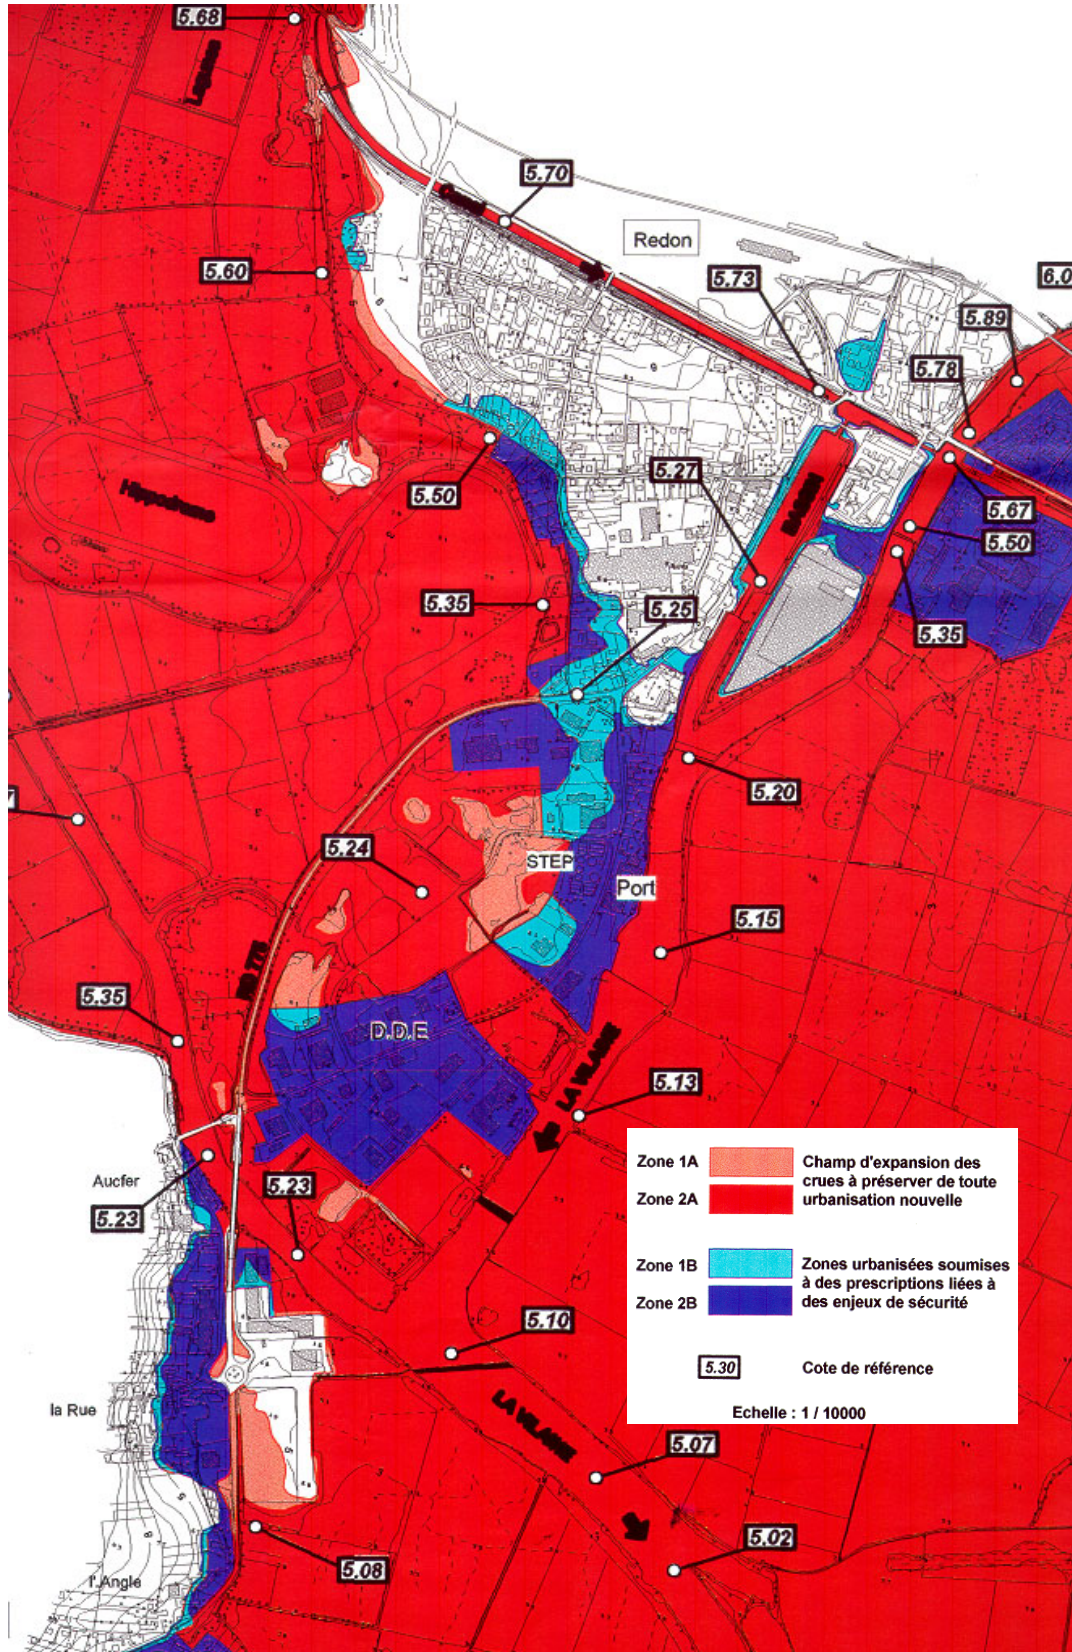 5.68
5.70
Redon
5.60
5.73
6.0
5.89
5.78
Hippodrome
5.50
5.27
BASSIN
5.67
5.50
5.35
5.25
5.35
5.20
5.24
STEP
Port
5.15
5.35
D.D.E
LA VILAINE
5.13
Aucfer
5.23
5.23
5.10
la Rue
LA VILAINE
5.07
5.08
5.02
l'Angle
Zone 1A
Champ d'expansion des
crues à préserver de toute
Zone 2A
urbanisation nouvelle
Zone 1B
Zones urbanisées soumises
à des prescriptions liées à
Zone 2B
des enjeux de sécurité
5.30
Cote de référence
Echelle : 1 / 10000